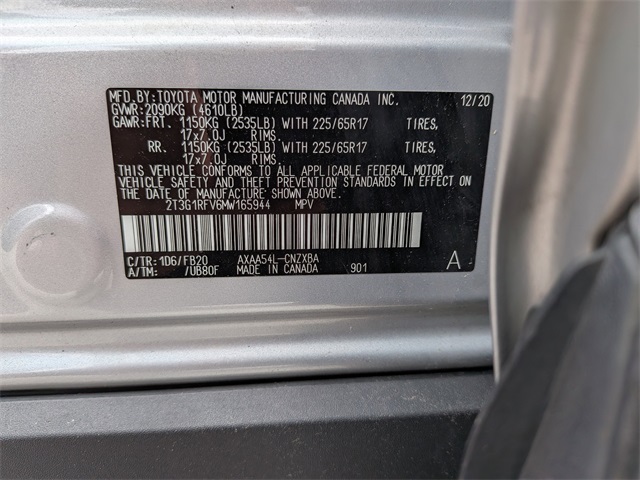 MFD.BY:TOYOTA MOTOR MANUFACTURING CANADA INC. 12/20
GVWR:2090KG (4610LB)
GAWR:FRT. 1150KG (2535LB) WITH 225/65R17 TIRES,
17x7.0J RIMS.
RR. 1150KG (2535LB) WITH 225/65R17 TIRES,
17x7.0J RIMS.
THIS VEHICLE CONFORMS TO ALL APPLICABLE FEDERAL MOTOR
VEHICLE SAFETY AND THEFT PREVENTION STANDARDS IN EFFECT ON
THE DATE OF MANUFACTURE SHOWN ABOVE.
2T3G1RFV6MW165944 MPV
C/TR:1D6/FB20 AXAA54L-CNZXBA
A/TM: /UB80F MADE IN CANADA 901 A